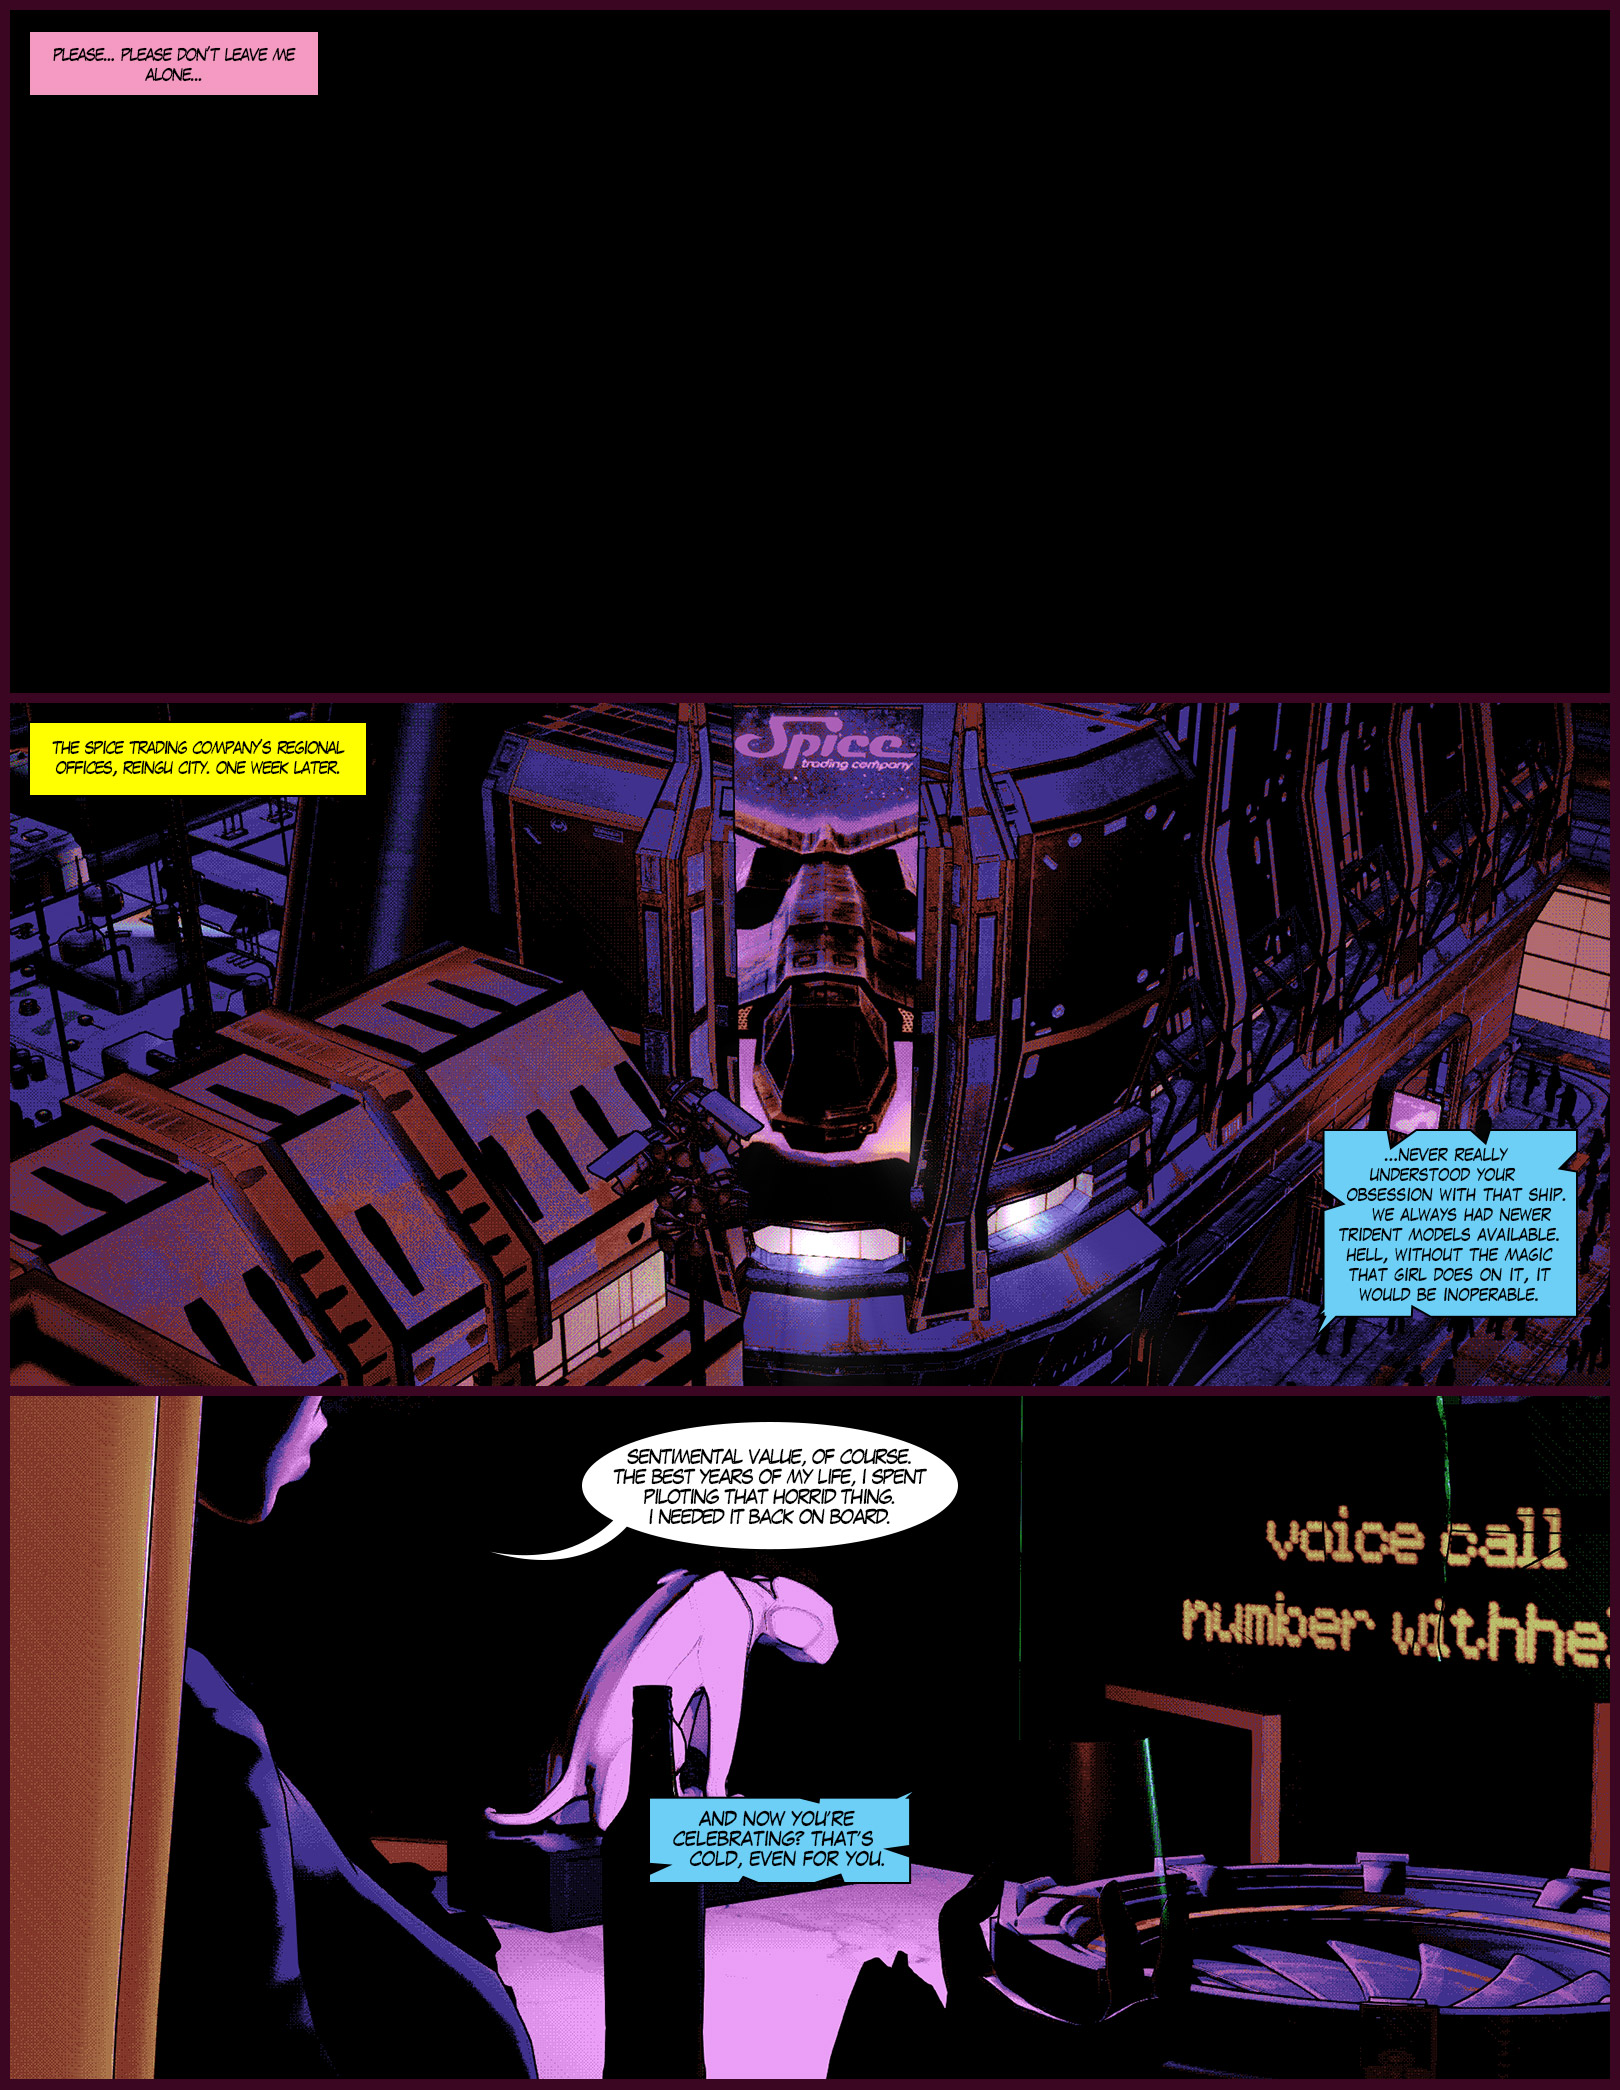 PLEASE... PLEASE DON'T LEAVE ME
ALONE...
THE SPICE TRADING COMPANY'S REGIONAL
OFFICES, REINGU CITY. ONE WEEK LATER.
Spice
trading company
...NEVER REALLY
UNDERSTOOD YOUR
OBSESSION WITH THAT SHIP.
WE ALWAYS HAD NEWER
TRIDENT MODELS AVAILABLE.
HELL, WITHOUT THE MAGIC
THAT GIRL DOES ON IT, IT
WOULD BE INOPERABLE.
SENTIMENTAL VALUE, OF COURSE.
THE BEST YEARS OF MY LIFE, I SPENT
PILOTING THAT HORRID THING.
I NEEDED IT BACK ON BOARD.
voice call
number withhel
AND NOW YOU'RE
CELEBRATING? THAT'S
COLD, EVEN FOR YOU.